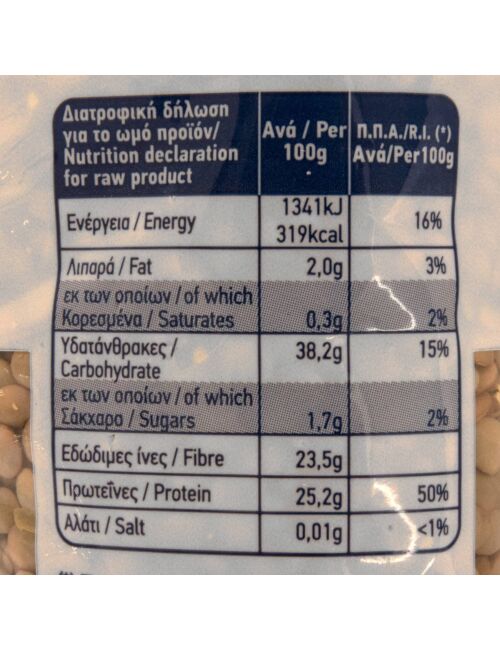 Διατροφική δήλωση
για το ωμό προϊόν/
Nutrition declaration
for raw product
Ανά / Per
100g
Π.Π.Α./R.I. (*)
Ανά/Per100g
Ενέργεια / Energy
1341kJ
319kcal
16%
Λιπαρά / Fat
2,0g
3%
εκ των οποίων / of which
Κορεσμένα / Saturates
0,3g
2%
Υδατάνθρακες /
Carbohydrate
38,2g
15%
εκ των οποίων / of which
Σάκχαρα / Sugars
1,7g
2%
Εδώδιμες ίνες / Fibre
23,5g
Πρωτεΐνες / Protein
25,2g
50%
Αλάτι / Salt
0,01g
<1%